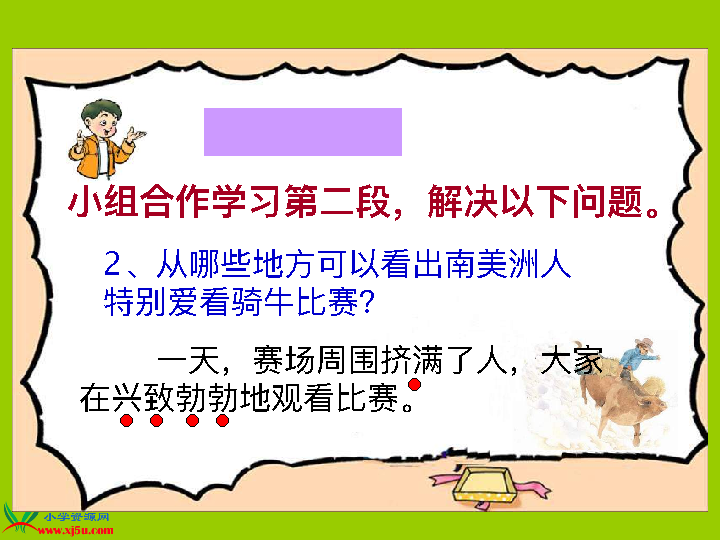 小组合作学习第二段，解决以下问题。
2、从哪些地方可以看出南美洲人
特别爱看骑牛比赛？
一天，赛场周围挤满了人，大家
在兴致勃勃地观看比赛。
小学资源网
www.xj5u.com